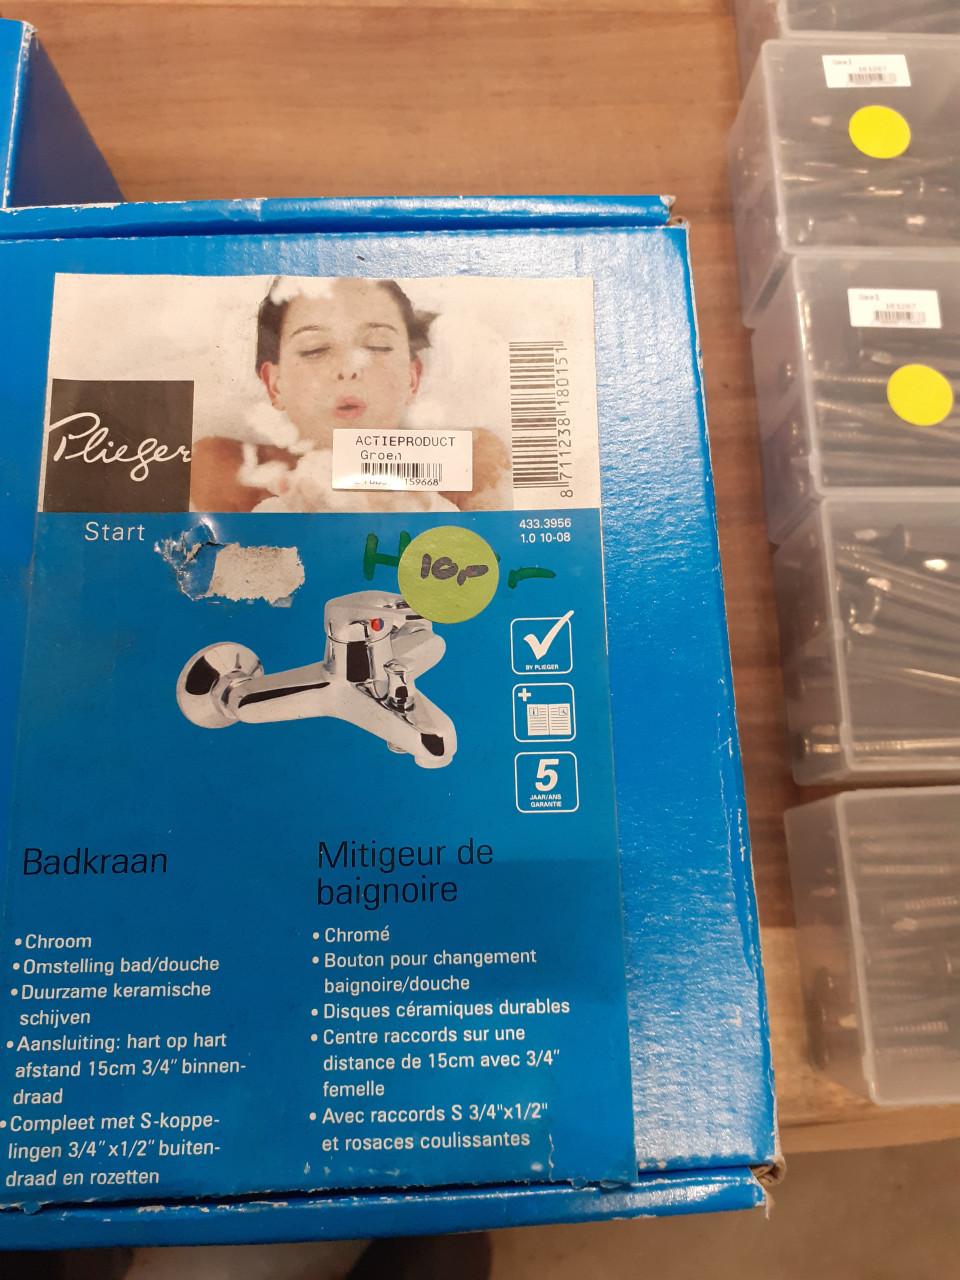 Plieger
ACTIEPRODUCT
Groen
159668
8 711238 180151
Start
433.3956
1.0 10-08
BY PLIEGER
5
JAAR/ANS
GARANTIE
Badkraan
• Chroom
• Omstelling bad/douche
• Duurzame keramische
schijven
• Aansluiting: hart op hart
afstand 15cm 3/4" binnen-
draad
• Compleet met S-koppe-
lingen 3/4"x1/2" buiten-
draad en rozetten
Mitigeur de
baignoire
• Chromé
• Bouton pour changement
baignoire/douche
• Disques céramiques durables
• Centre raccords sur une
distance de 15cm avec 3/4"
femelle
• Avec raccords S 3/4"x1/2"
et rosaces coulissantes